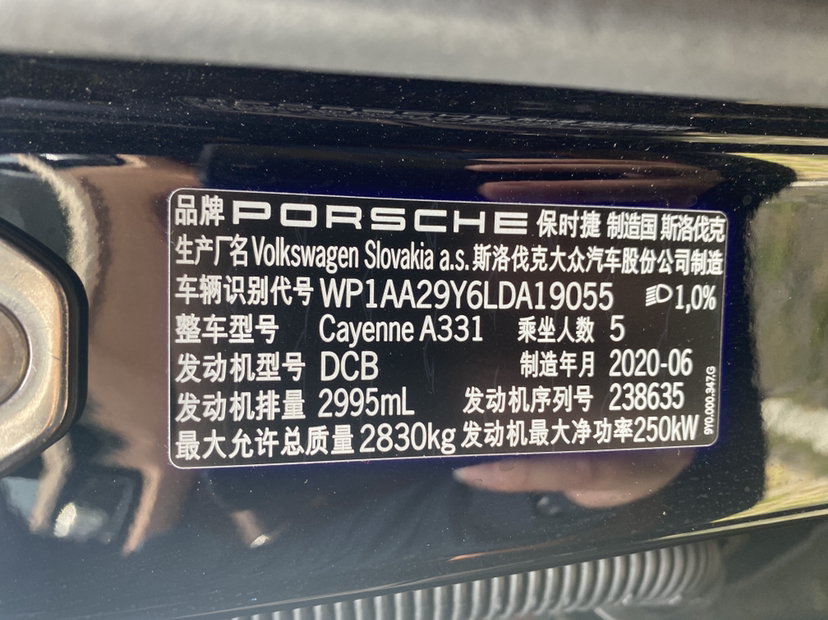 品牌 PORSCHE 保时捷 制造国 斯洛伐克
生产厂名 Volkswagen Slovakia a.s. 斯洛伐克大众汽车股份公司制造
车辆识别代号 WP1AA29Y6LDA19055 1,0%
整车型号 Cayenne A331 乘坐人数 5
发动机型号 DCB 制造年月 2020-06
发动机排量 2995mL 发动机序列号 238635
最大允许总质量 2830kg 发动机最大净功率 250kW
9Y0.000.347.G